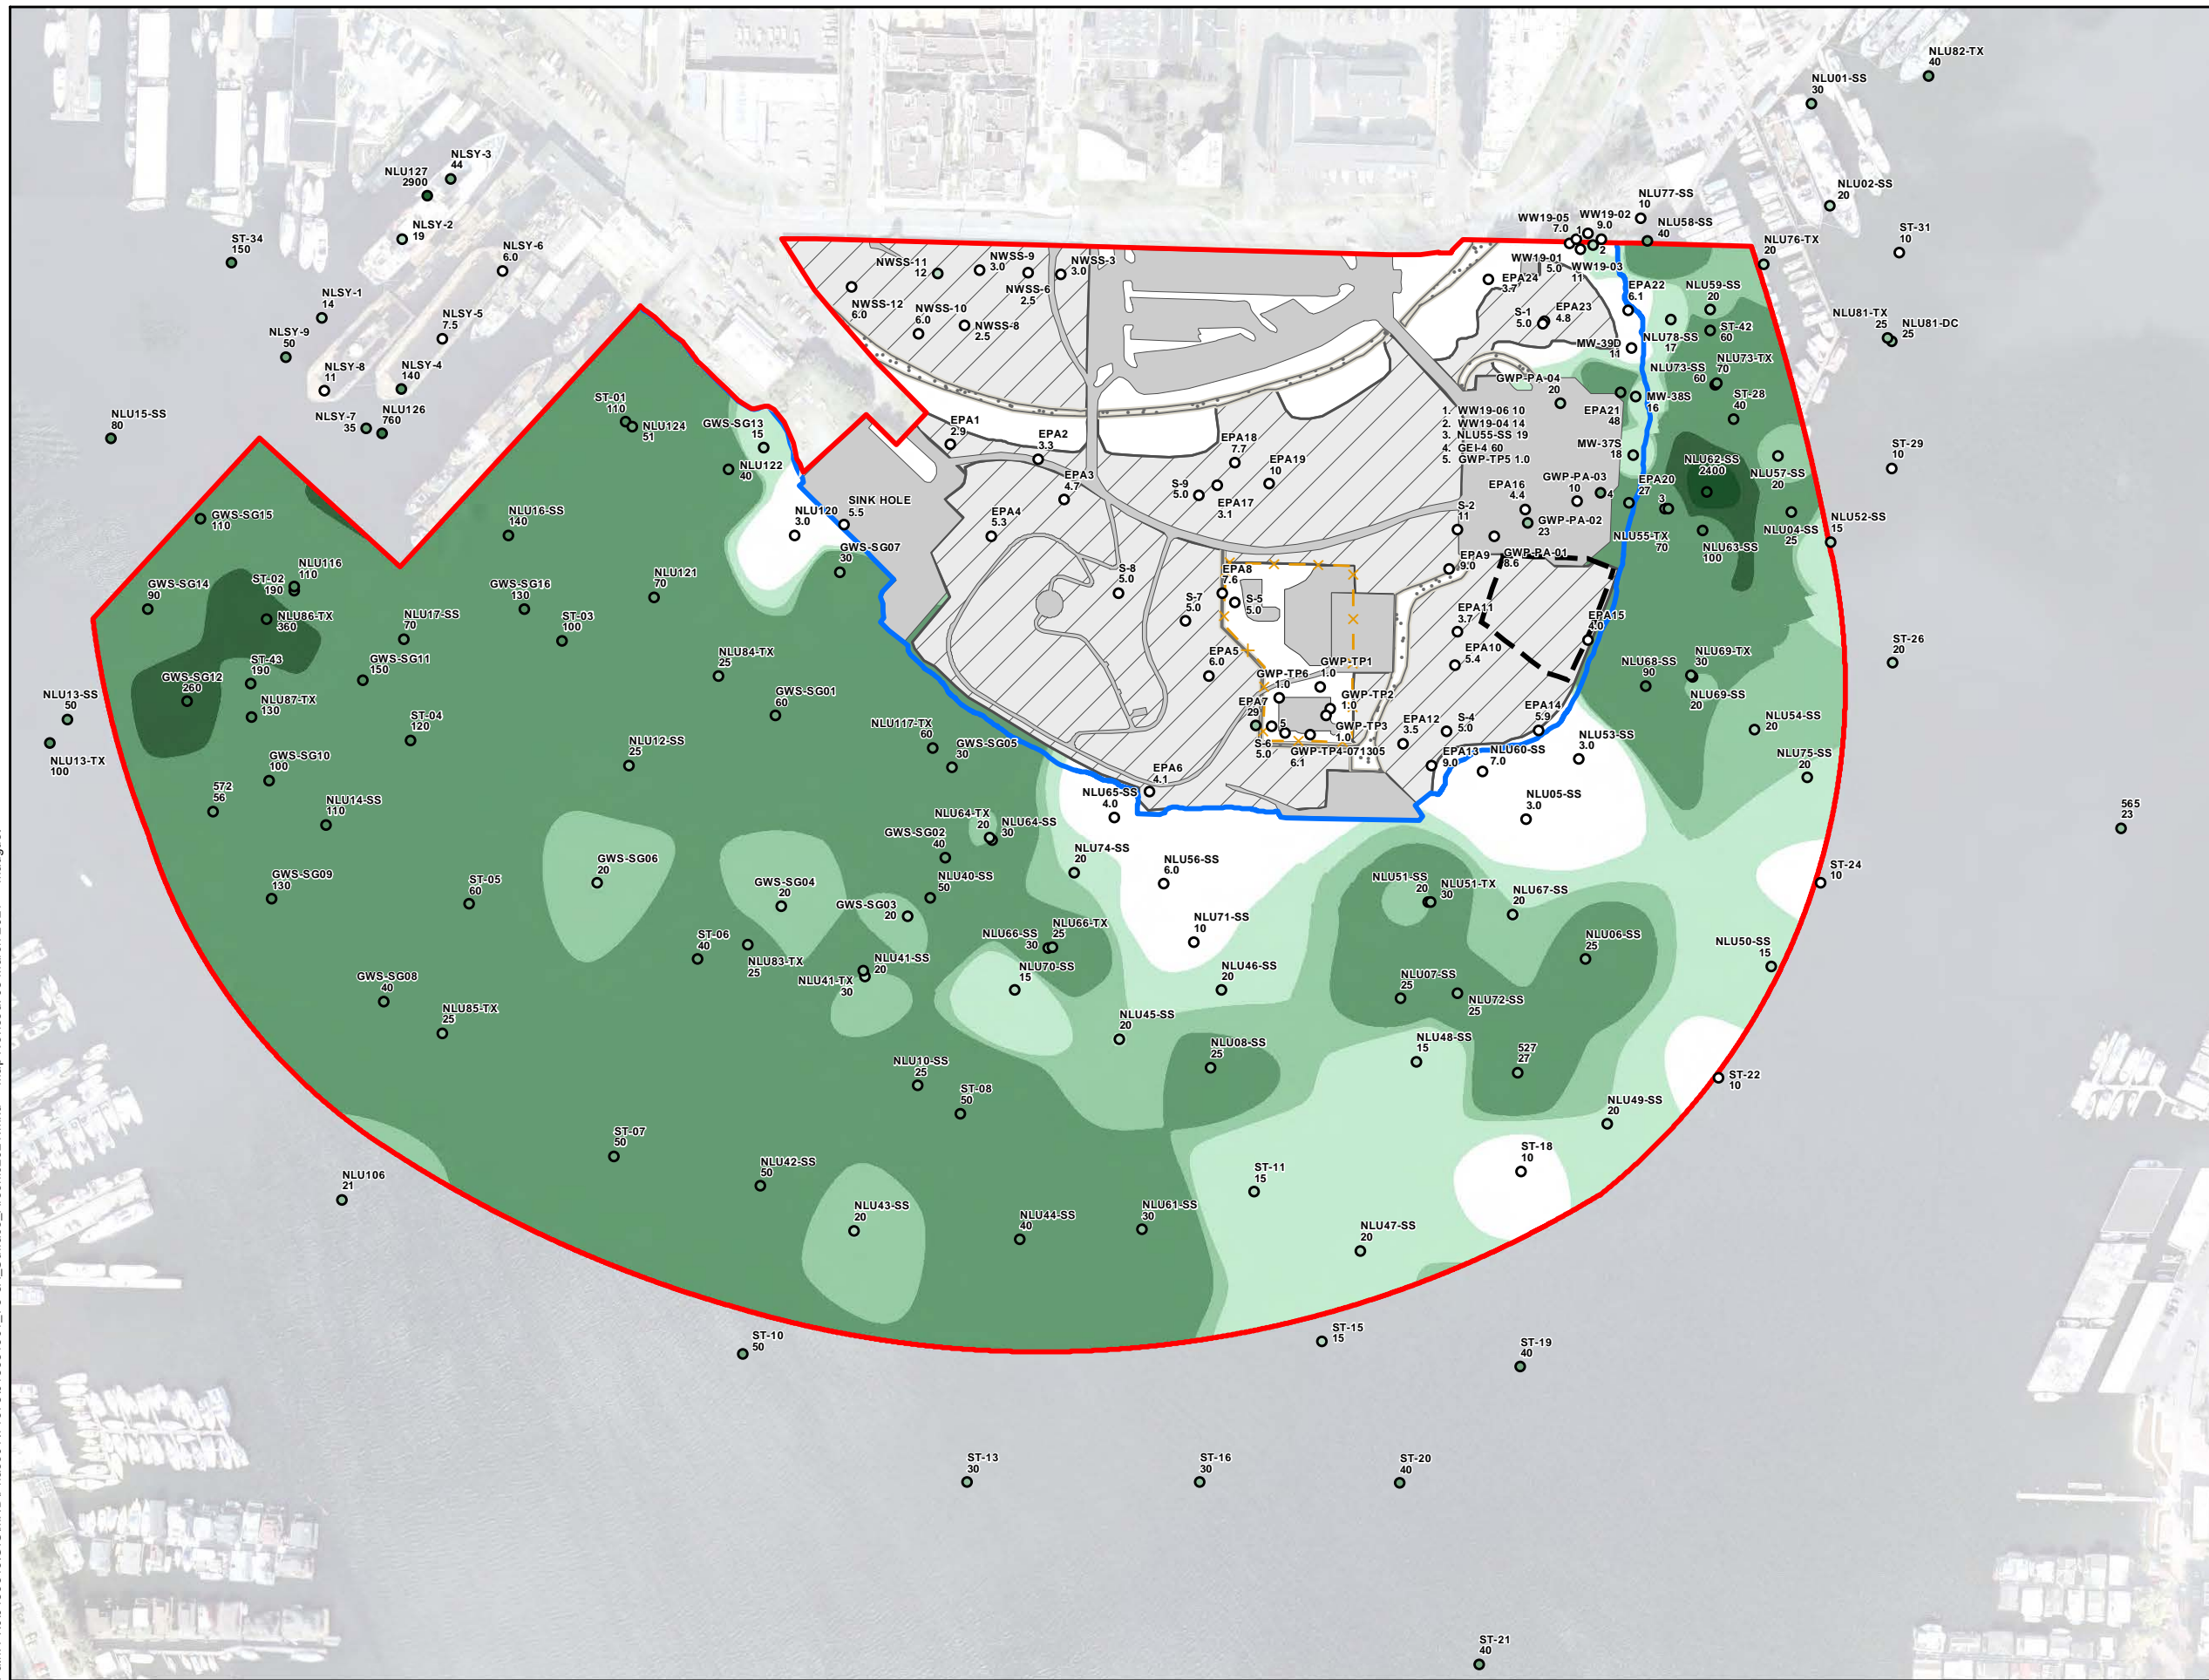 NLU82-TX
40
NLU01-SS
30
NLSY-3
44
NLU127
2900
NLU02-SS
20
NLU77-SS
10
WW19-02
9.0
WW19-05
7.0
1
NLU58-SS
40
NLSY-2
19
ST-34
150
NLSY-6
6.0
ST-31
10
NLU76-TX
20
2
NWSS-11
12
NWSS-9
3.0
NWSS-3
3.0
NWSS-6
2.5
WW19-01
5.0
WW19-03
11
EPA24
3.7
EPA22
6.1
NLU59-SS
20
NLSY-1
14
NWSS-12
6.0
NWSS-10
6.0
NWSS-8
2.5
S-1
5.0
EPA23
4.8
NLU81-TX
25
NLU81-DC
25
NLSY-5
7.5
NLSY-9
50
ST-42
60
NLU78-SS
17
MW-39D
11
NLSY-8
11
NLSY-4
140
NLU73-TX
70
NLU73-SS
60
GWP-PA-04
20
MW-38S
16
ST-28
40
ST-01
110
NLU124
51
NLU15-SS
80
NLSY-7
35
NLU126
760
GWS-SG13
15
EPA1
2.9
EPA2
3.3
EPA21
48
1. WW19-06 10
2. WW19-04 14
3. NLU55-SS 19
4. GEI-4 60
5. GWP-TP5 1.0
EPA18
7.7
EPA19
10
MW-37S
18
ST-29
10
NLU122
40
NLU62-SS
2400
NLU57-SS
20
EPA3
4.7
S-9
5.0
EPA17
3.1
EPA16
4.4
GWP-PA-03
10
4
EPA20
27
3
SINK HOLE
5.5
NLU120
3.0
EPA4
5.3
S-2
11
GWP-PA-02
23
NLU04-SS
25
NLU52-SS
15
GWS-SG15
110
NLU16-SS
140
NLU55-TX
70
NLU63-SS
100
GWS-SG07
30
EPA9
9.0
GWP-PA-01
8.6
NLU116
110
ST-02
190
NLU121
70
GWS-SG16
130
GWS-SG14
90
S-8
5.0
EPA8
7.6
S-7
5.0
S-5
5.0
NLU86-TX
360
NLU17-SS
70
ST-03
100
EPA11
3.7
EPA15
4.0
ST-26
10
EPA10
5.4
EPA5
6.0
ST-43
190
GWS-SG11
150
NLU84-TX
25
GWP-TP6
1.0
GWP-TP1
1.0
NLU68-SS
90
NLU69-TX
30
NLU69-SS
20
GWS-SG12
260
NLU87-TX
130
GWS-SG01
60
NLU13-SS
50
EPA7
29
5
GWP-TP2
1.0
GWP-TP3
1.0
GWP-TP4-071305
6.1
S-6
5.0
EPA12
3.5
S-4
5.0
EPA14
5.9
NLU54-SS
20
NLU13-TX
100
ST-04
120
NLU117-TX
60
GWS-SG05
30
NLU12-SS
25
EPA13
9.0
NLU60-SS
7.0
NLU53-SS
3.0
NLU75-SS
20
GWS-SG10
100
EPA6
4.1
572
56
NLU14-SS
110
NLU65-SS
4.0
NLU05-SS
3.0
565
23
NLU64-TX
20
NLU64-SS
30
GWS-SG02
40
GWS-SG06
20
NLU74-SS
20
NLU56-SS
6.0
ST-24
10
GWS-SG09
130
ST-05
60
GWS-SG04
20
NLU40-SS
50
GWS-SG03
20
NLU51-SS
20
NLU51-TX
30
NLU67-SS
20
NLU71-SS
10
ST-06
40
NLU83-TX
25
NLU66-TX
25
NLU66-SS
30
NLU06-SS
25
NLU50-SS
15
NLU41-SS
20
NLU41-TX
30
NLU70-SS
15
NLU46-SS
20
NLU07-SS
25
NLU72-SS
25
GWS-SG08
40
NLU85-TX
25
NLU45-SS
20
NLU08-SS
25
NLU48-SS
15
527
27
ST-22
10
NLU10-SS
25
ST-08
50
NLU49-SS
20
ST-07
50
ST-18
10
NLU42-SS
50
ST-11
15
NLU106
21
NLU43-SS
20
NLU44-SS
40
NLU61-SS
30
NLU47-SS
20
ST-10
50
ST-15
15
ST-19
40
ST-13
30
ST-16
30
ST-20
40
ST-21
40